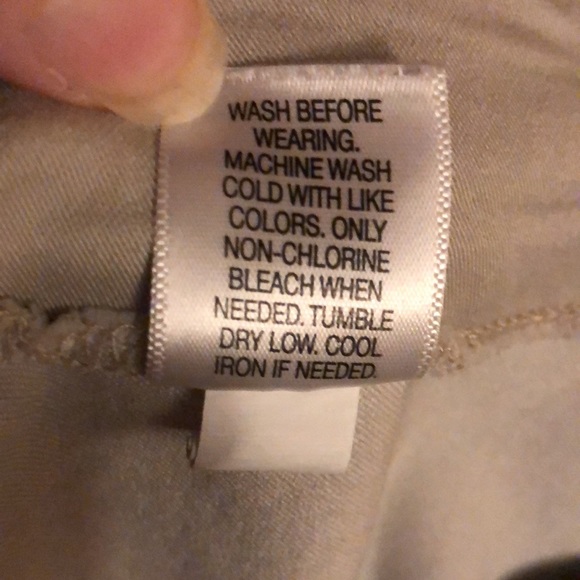 WASH BEFORE
WEARING.
MACHINE WASH
COLD WITH LIKE
COLORS. ONLY
NON-CHLORINE
BLEACH WHEN
NEEDED. TUMBLE
DRY LOW. COOL
IRON IF NEEDED.